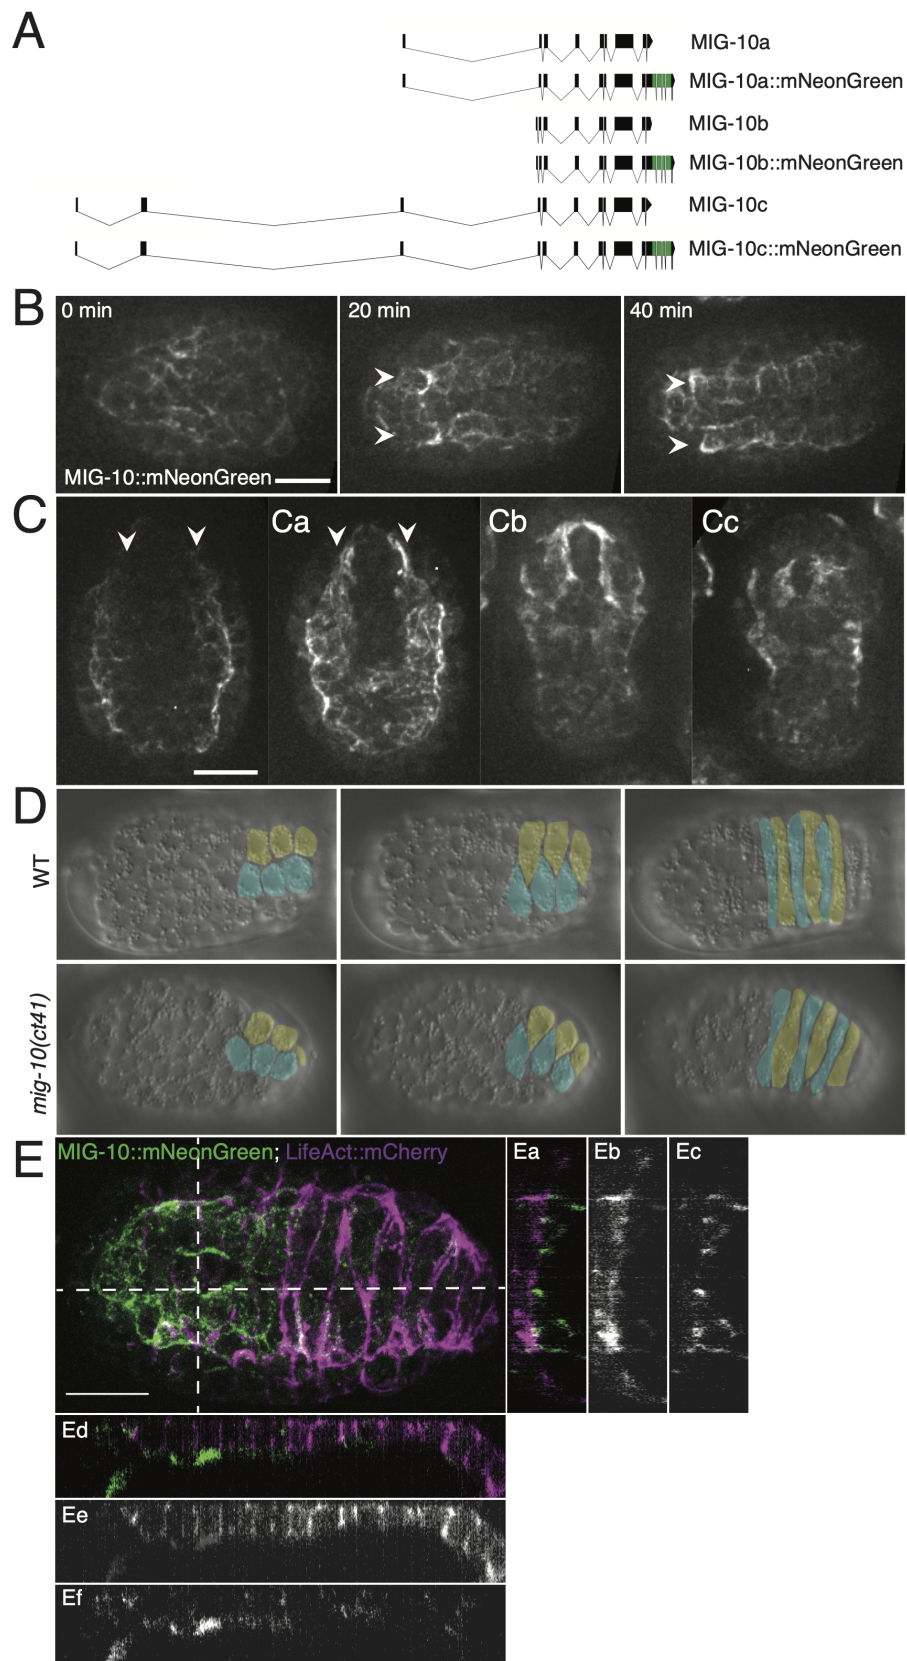 A
MIG-10a
MIG-10a::mNeonGreen
MIG-10b
MIG-10b::mNeonGreen
MIG-10c
MIG-10c::mNeonGreen
B
0 min
20 min
40 min
MIG-10::mNeonGreen
C
Ca
Cb
Cc
D
WT
mig-10(ct41)
E
MIG-10::mNeonGreen; LifeAct::mCherry
Ea
Eb
Ec
Ed
Ee
Ef